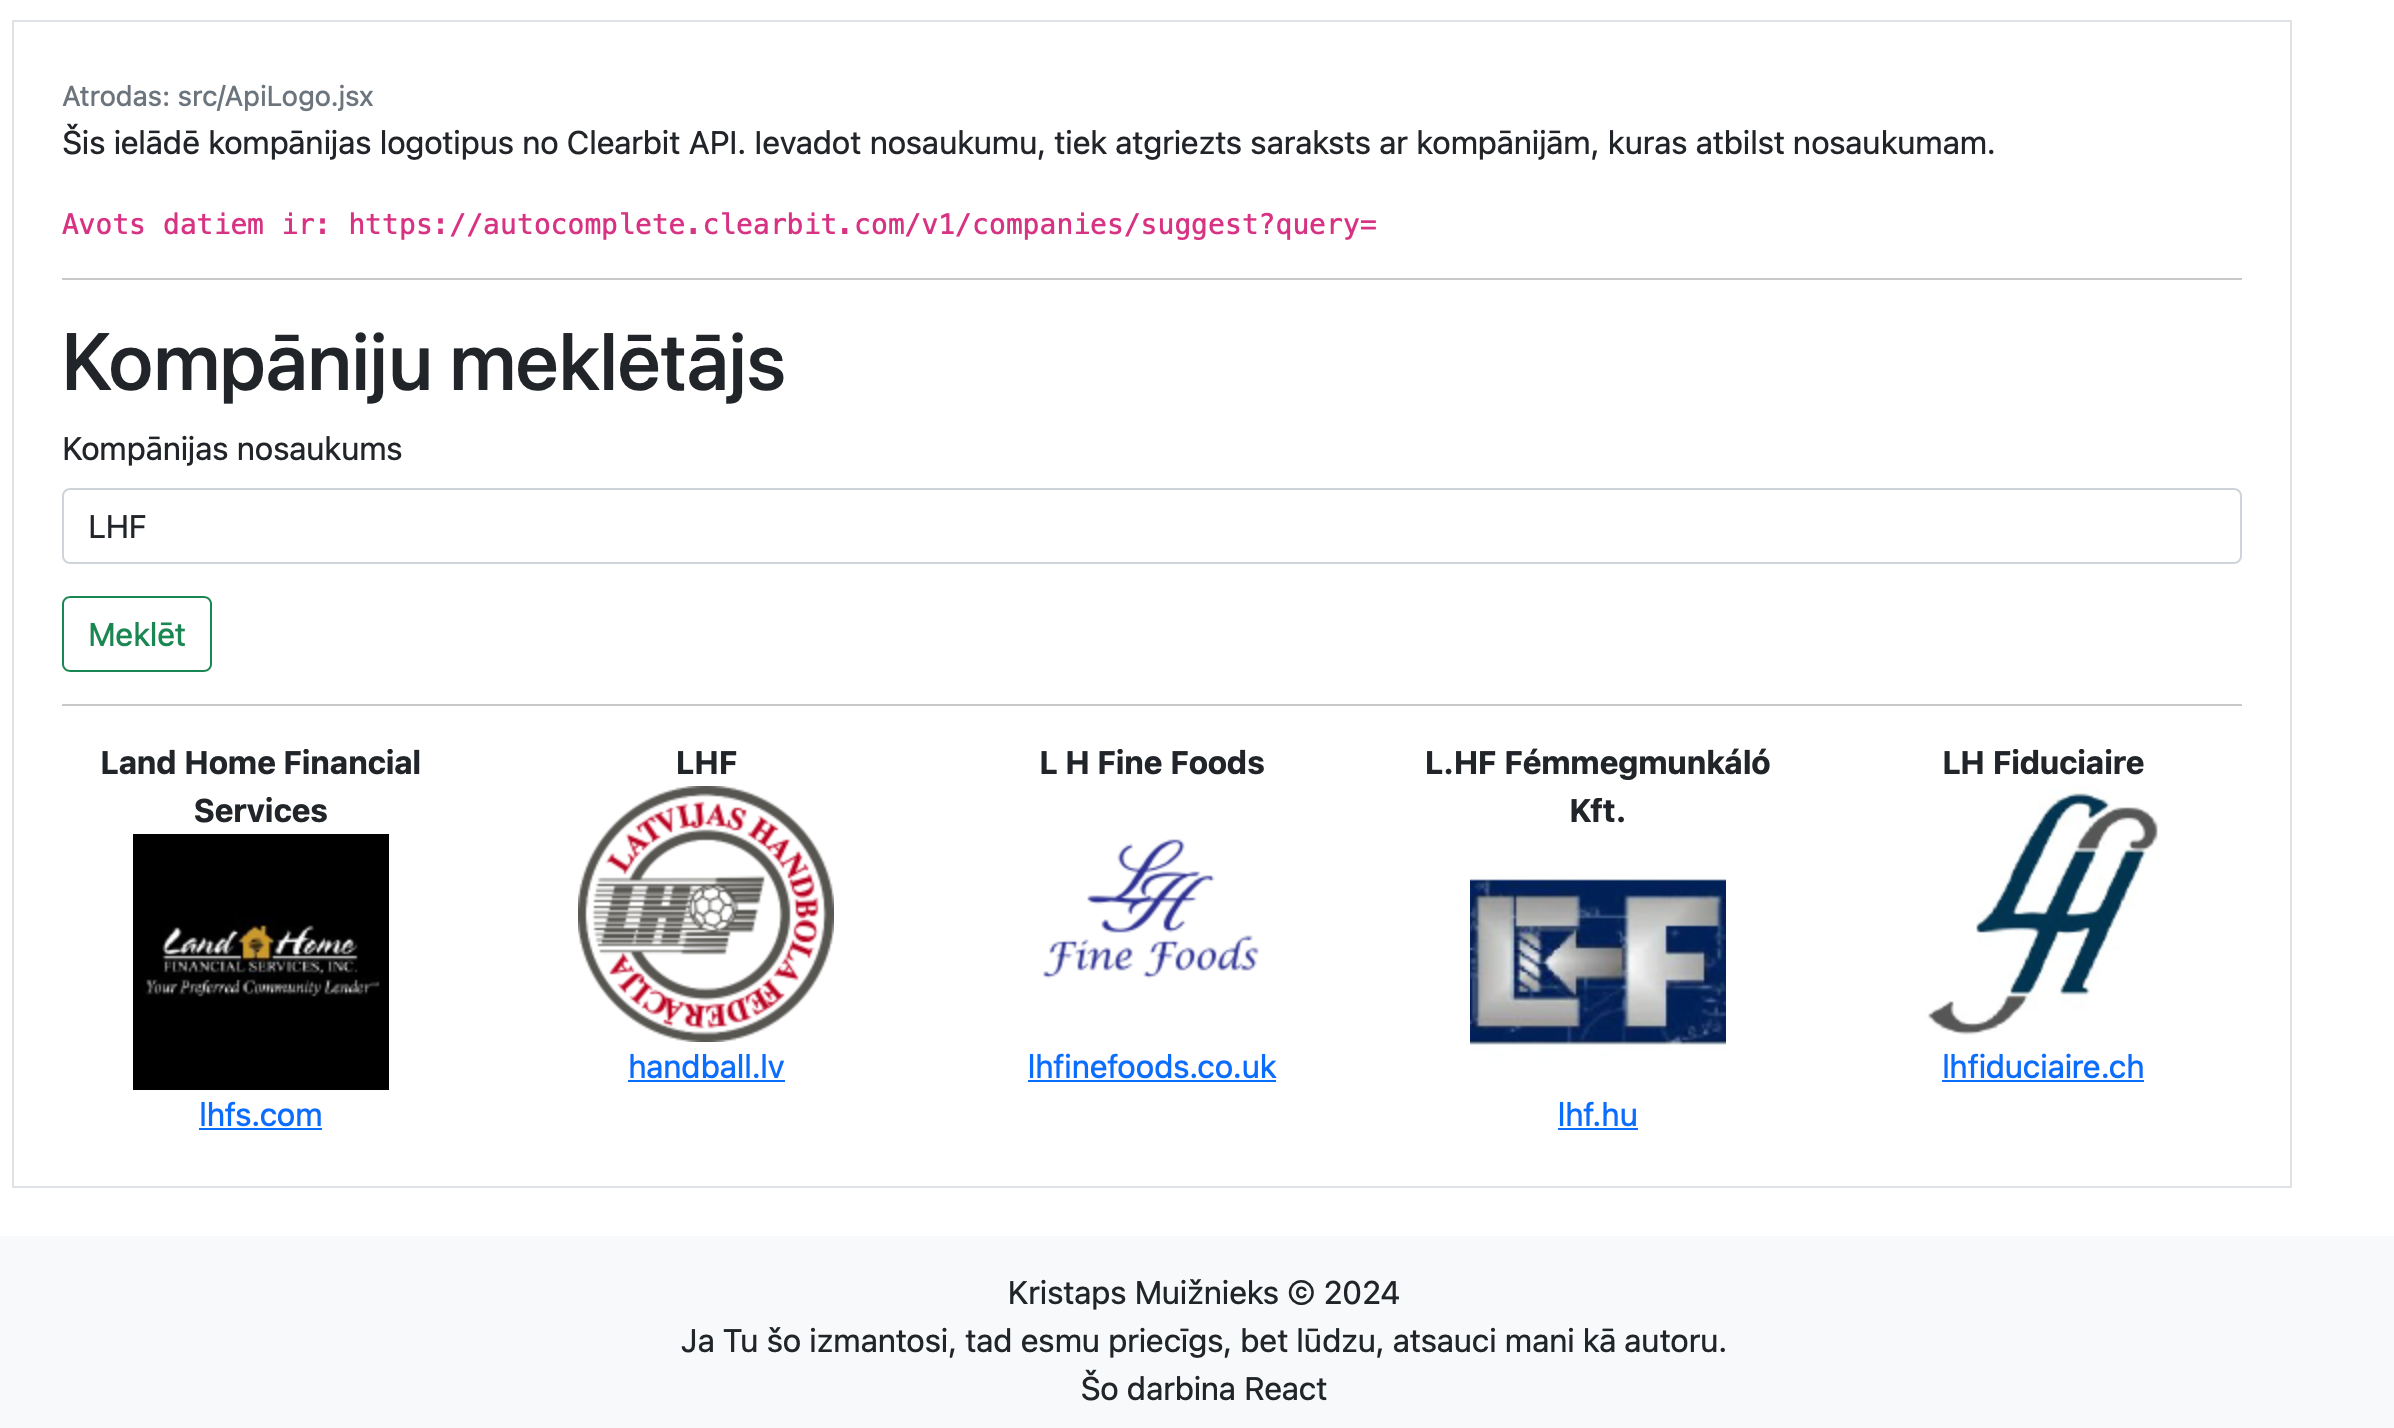 Atrodas: src/ApiLogo.jsx
Šis ielādē kompānijas logotipus no Clearbit API. Ievadot nosaukumu, tiek atgriezts saraksts ar kompānijām, kuras atbilst nosaukumam.
Avots datiem ir: https://autocomplete.clearbit.com/v1/companies/suggest?query=
Kompāniju meklētājs
Kompānijas nosaukums
LHF
Meklēt
Land Home Financial
Services
Land Home
FINANCIAL SERVICES, INC.
Your Preferred Community Lender
lhfs.com
LHF
LATVIJAS HANDBOLA FEDERĀCIJA
LHF
handball.lv
L H Fine Foods
LH
Fine Foods
lhfinefoods.co.uk
L.HF Fémmegmunkáló
Kft.
LHF
lhf.hu
LH Fiduciaire
LH
lhfiduciaire.ch
Kristaps Muižnieks © 2024
Ja Tu šo izmantosi, tad esmu priecīgs, bet lūdzu, atsauci mani kā autoru.
Šo darbina React